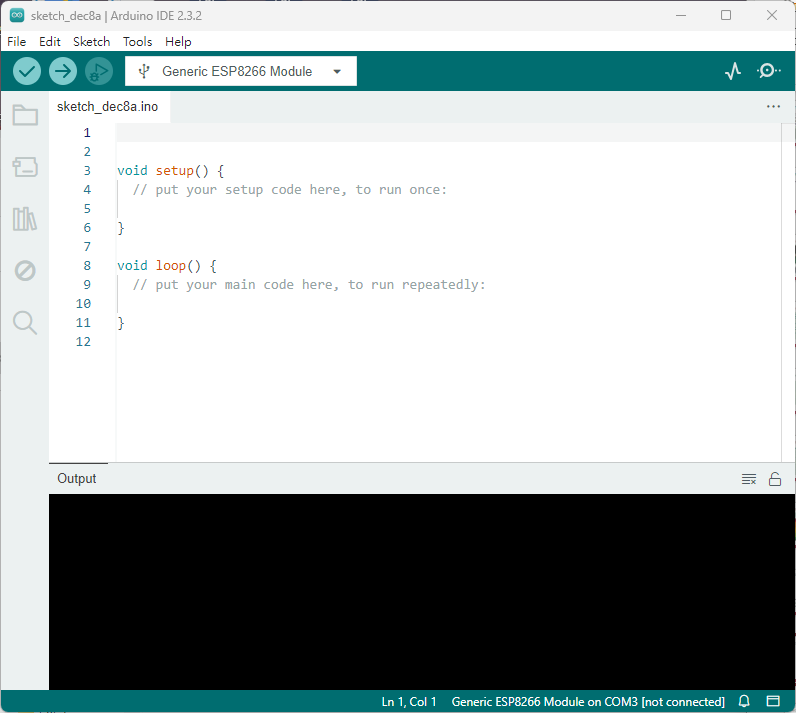 sketch_dec8a | Arduino IDE 2.3.2
File Edit Sketch Tools Help
Generic ESP8266 Module
sketch_dec8a.ino
1
2
3 void setup() {
4 // put your setup code here, to run once:
5
6 }
7
8 void loop() {
9 // put your main code here, to run repeatedly:
10
11 }
12
Output
Ln 1, Col 1 Generic ESP8266 Module on COM3 [not connected]